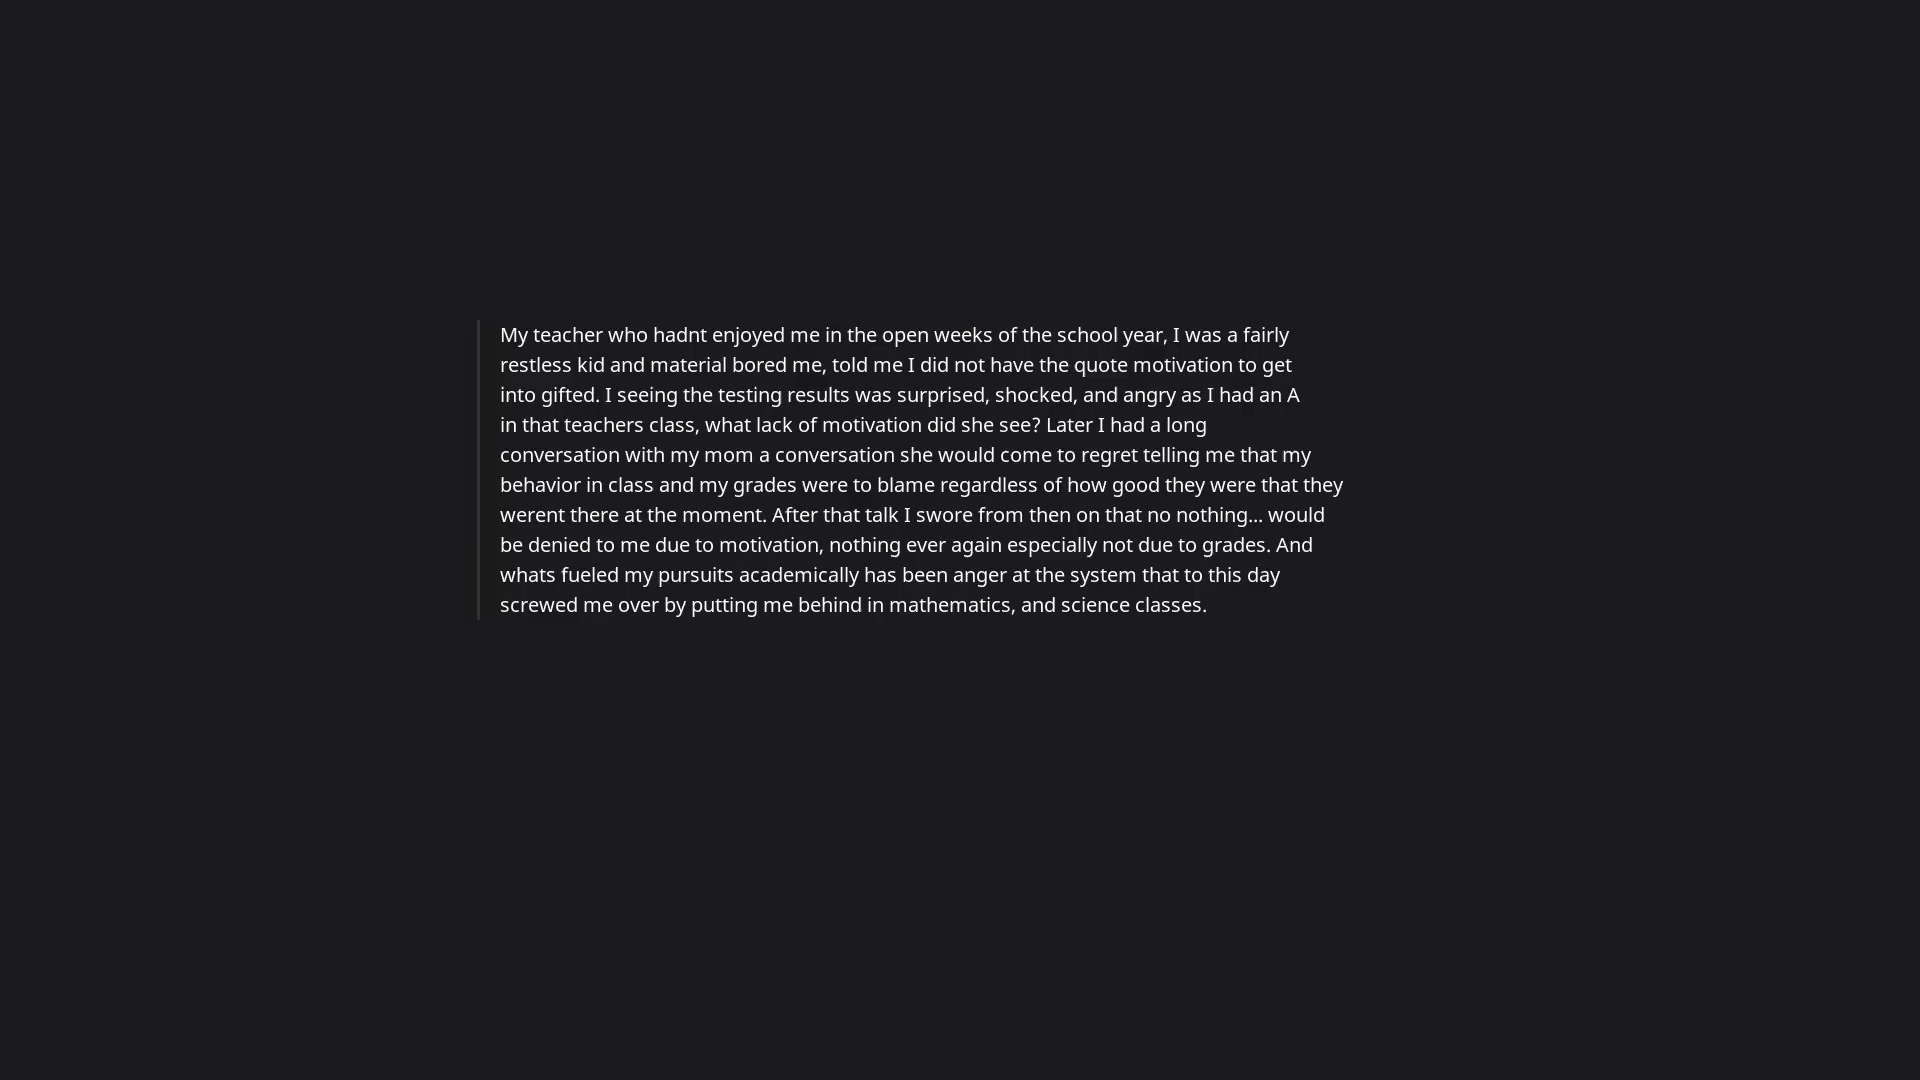 My teacher who hadnt enjoyed me in the open weeks of the school year, I was a fairly
restless kid and material bored me, told me I did not have the quote motivation to get
into gifted. I seeing the testing results was surprised, shocked, and angry as I had an A
in that teachers class, what lack of motivation did she see? Later I had a long
conversation with my mom a conversation she would come to regret telling me that my
behavior in class and my grades were to blame regardless of how good they were that they
werent there at the moment. After that talk I swore from then on that no nothing... would
be denied to me due to motivation, nothing ever again especially not due to grades. And
whats fueled my pursuits academically has been anger at the system that to this day
screwed me over by putting me behind in mathematics, and science classes.